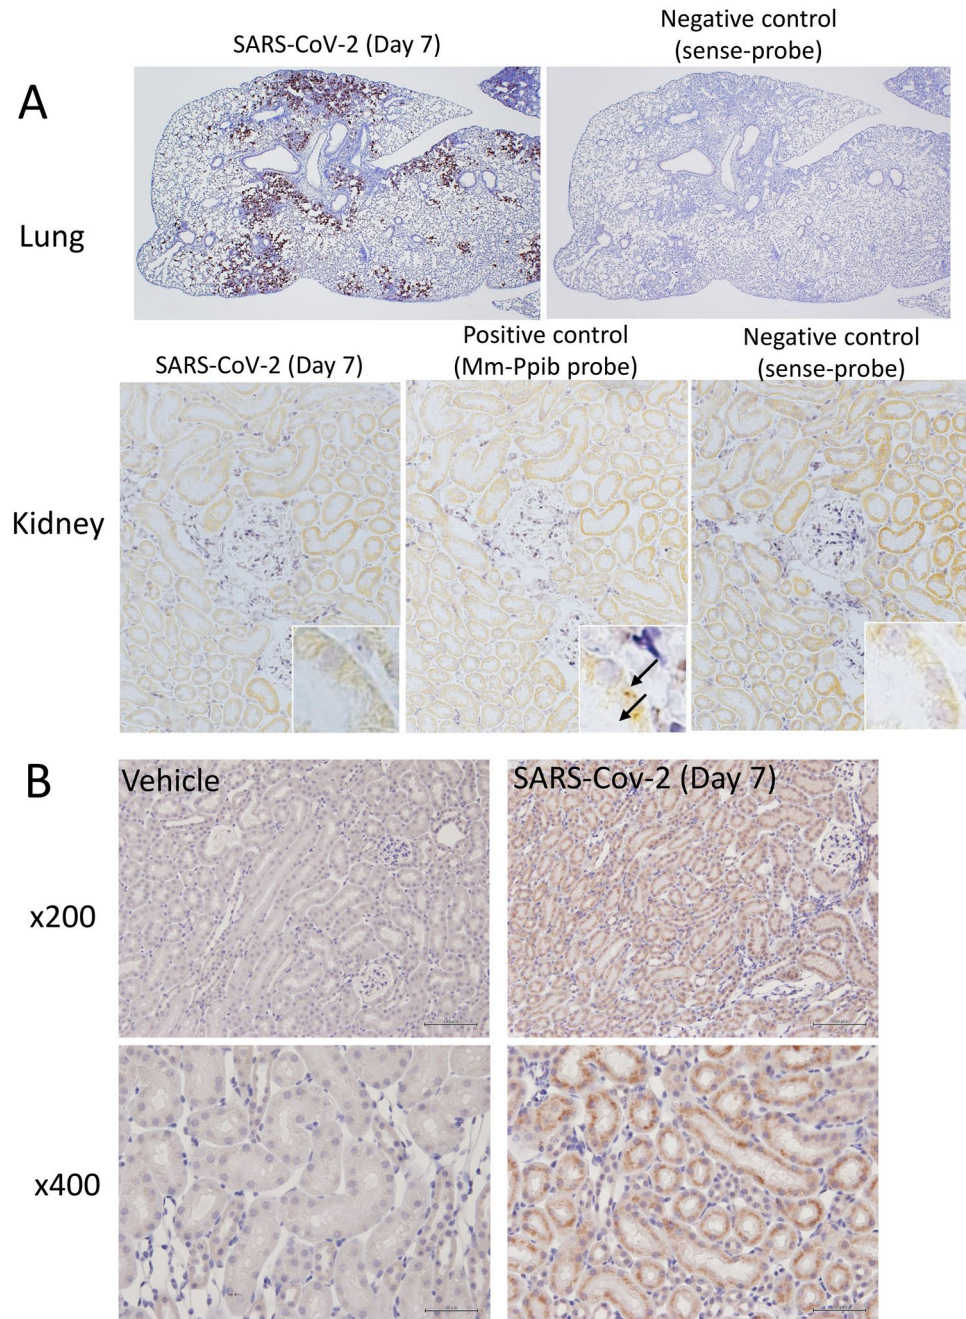 A
SARS-CoV-2 (Day 7)
Negative control
(sense-probe)
Lung
SARS-CoV-2 (Day 7)
Positive control
(Mm-Ppib probe)
Negative control
(sense-probe)
Kidney
B
Vehicle
SARS-Cov-2 (Day 7)
x200
x400